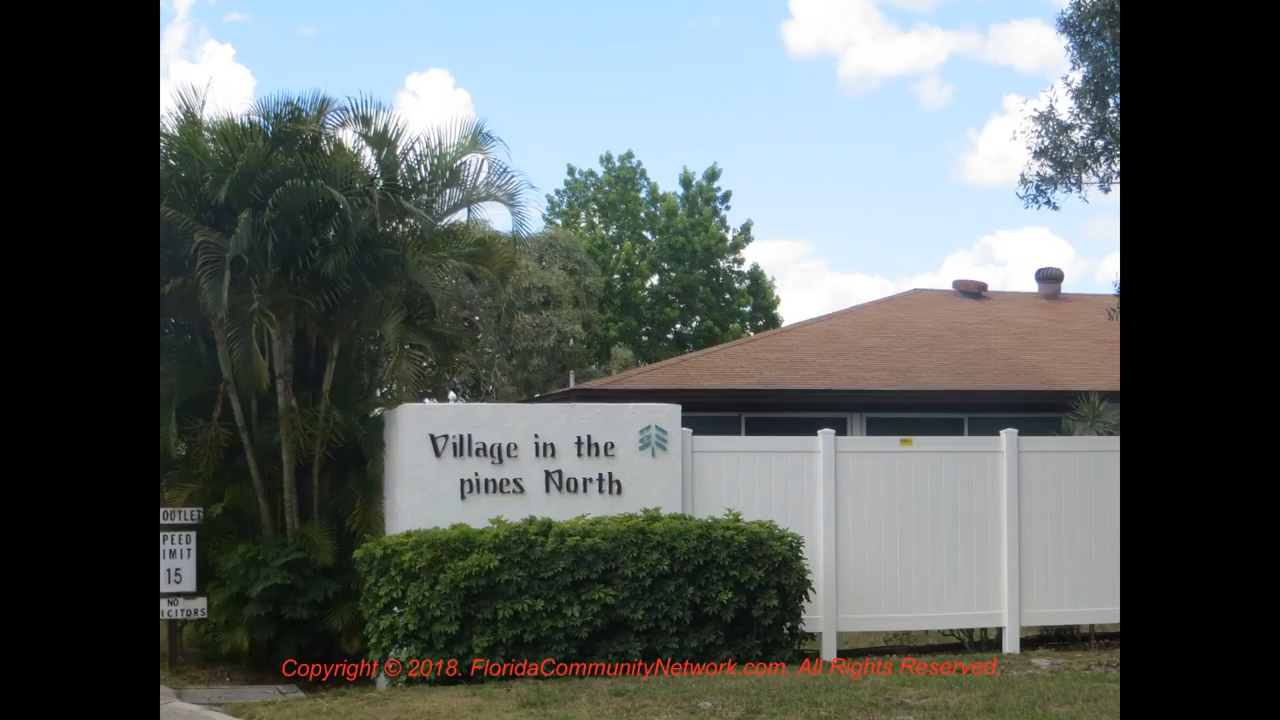 Village in the
pines North
OUTLET
PEED
IMIT
15
NO
ICITORS
Copyright © 2018. FloridaCommunityNetwork.com. All Rights Reserved.